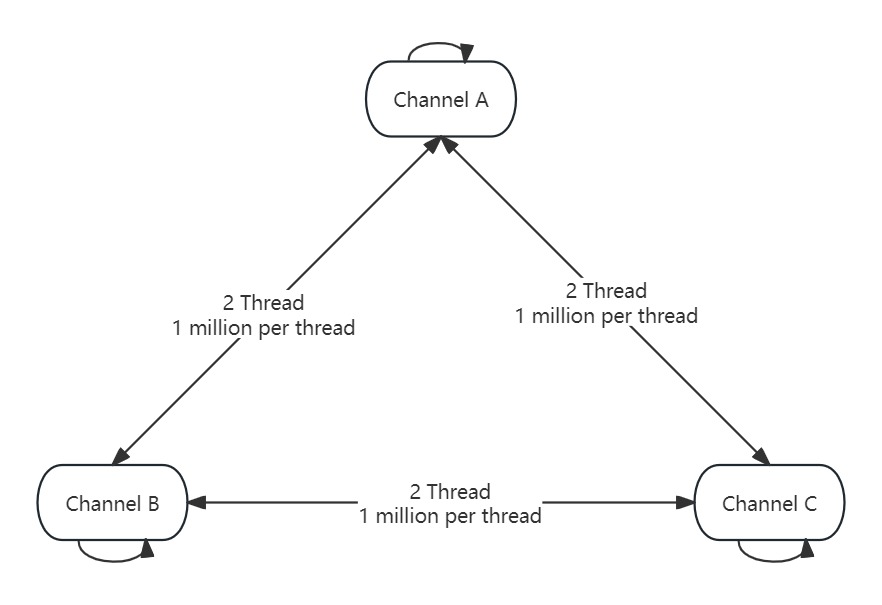 Channel A
2 Thread
1 million per thread
2 Thread
1 million per thread
Channel B
2 Thread
1 million per thread
Channel C